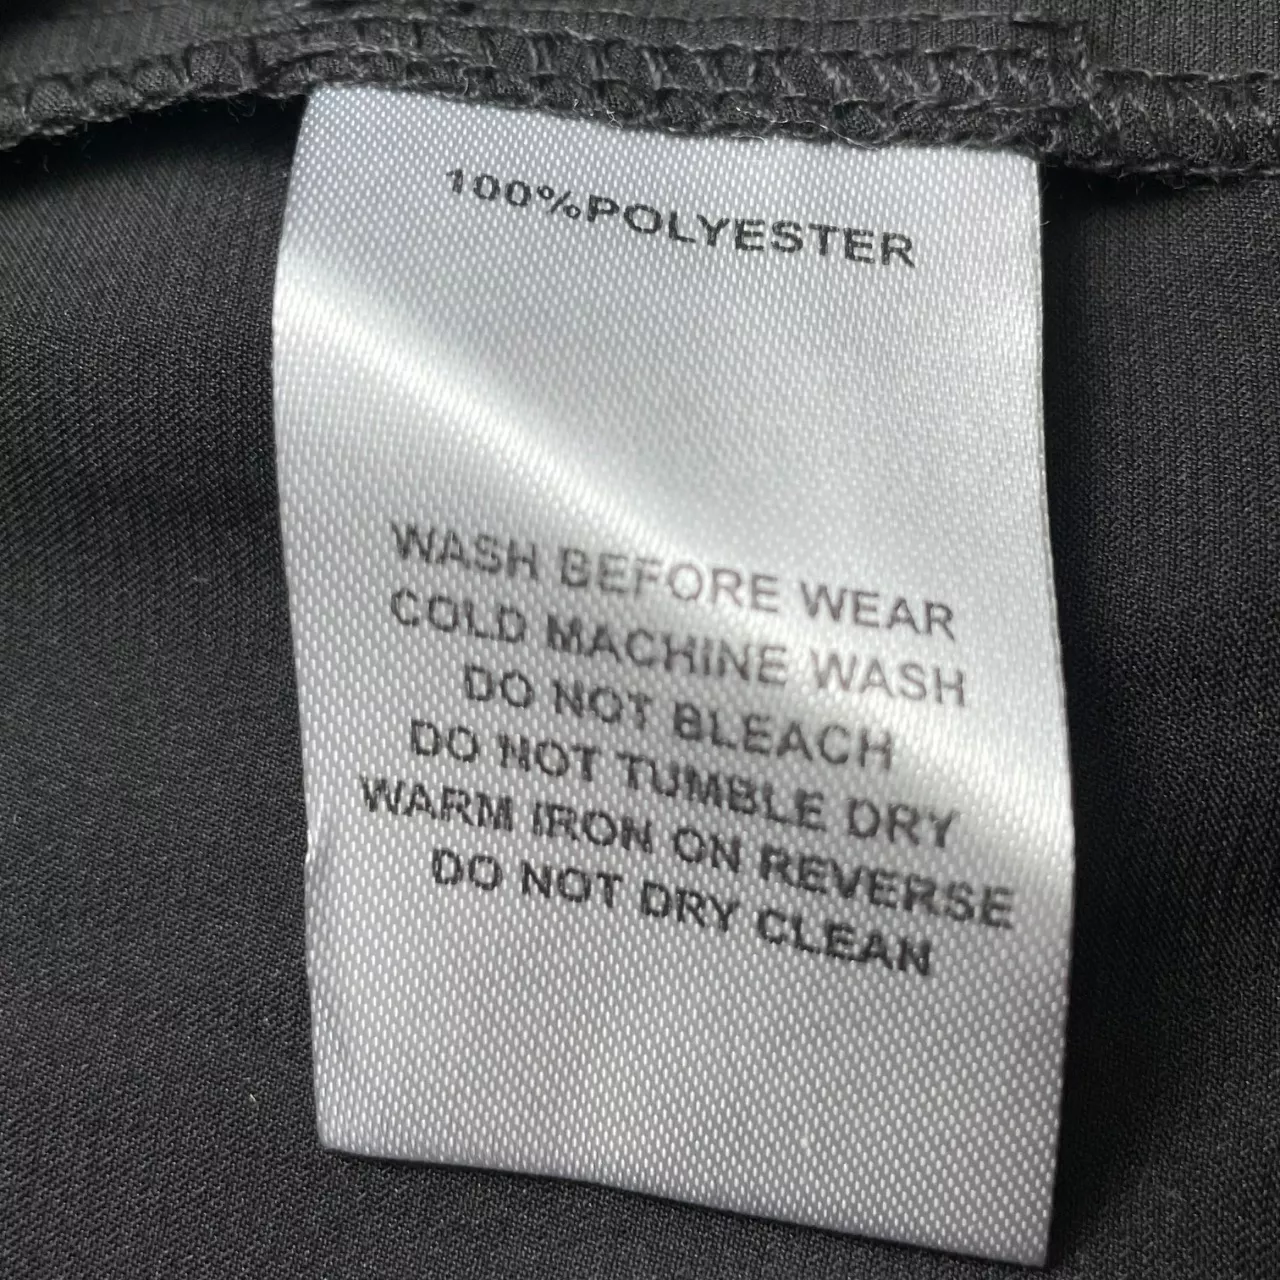 100%POLYESTER
WASH BEFORE WEAR
COLD MACHINE WASH
DO NOT BLEACH
DO NOT TUMBLE DRY
WARM IRON ON REVERSE
DO NOT DRY CLEAN